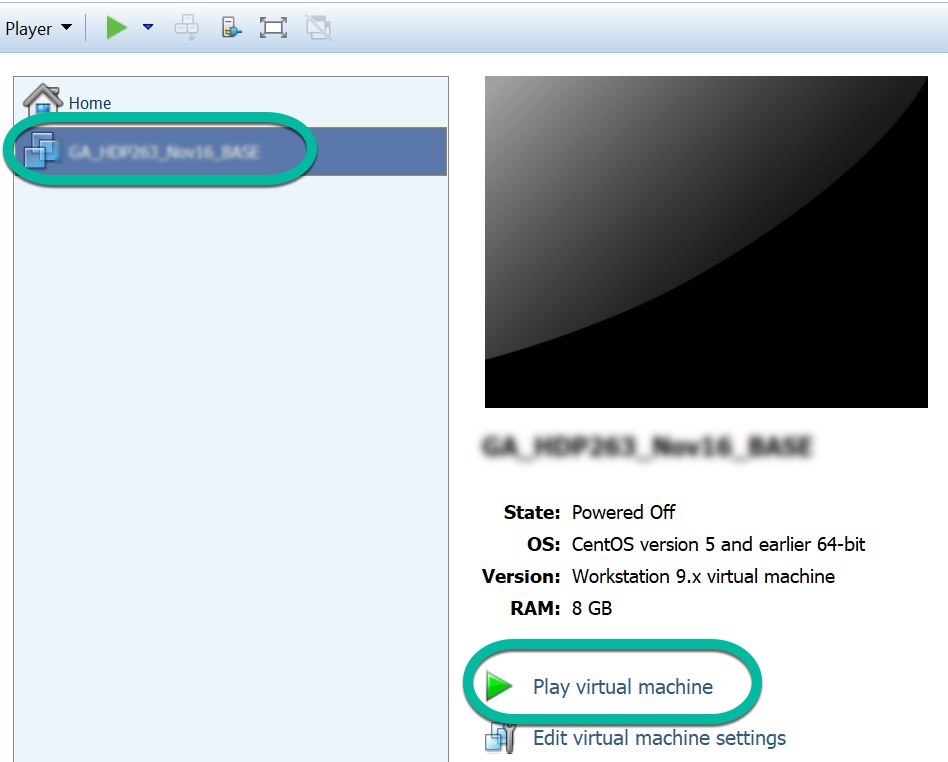 Player
Home
GA_HDP263_Nov16_BASE
GA_HDP263_Nov16_BASE
State: Powered Off
OS: CentOS version 5 and earlier 64-bit
Version: Workstation 9.x virtual machine
RAM: 8 GB
Play virtual machine
Edit virtual machine settings